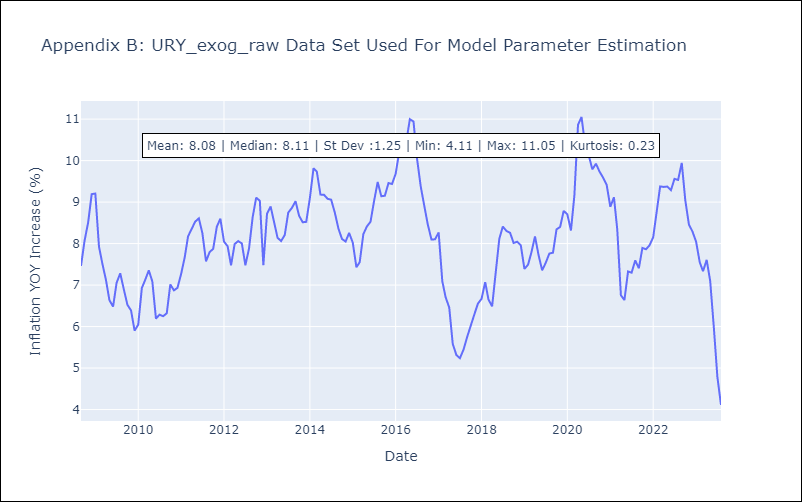 Appendix B: URY_exog_raw Data Set Used For Model Parameter Estimation
Mean: 8.08 | Median: 8.11 | St Dev :1.25 | Min: 4.11 | Max: 11.05 | Kurtosis: 0.23
Inflation YOY Increase (%)
11
10
9
8
7
6
5
4
2010 2012 2014 2016 2018 2020 2022
Date